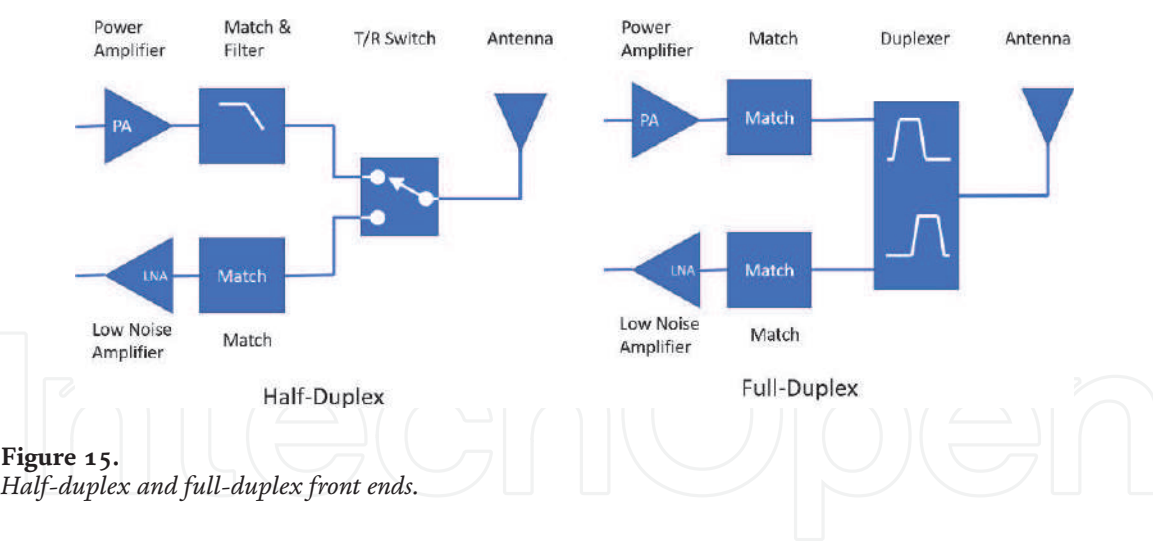 Power
Amplifier
Match &
Filter
T/R Switch
Antenna
PA
LNA
Match
Low Noise
Amplifier
Match
Half-Duplex
Power
Amplifier
Match
Duplexer
Antenna
PA
Match
LNA
Match
Low Noise
Amplifier
Match
Full-Duplex
IntechOpen
Figure 15.
Half-duplex and full-duplex front ends.